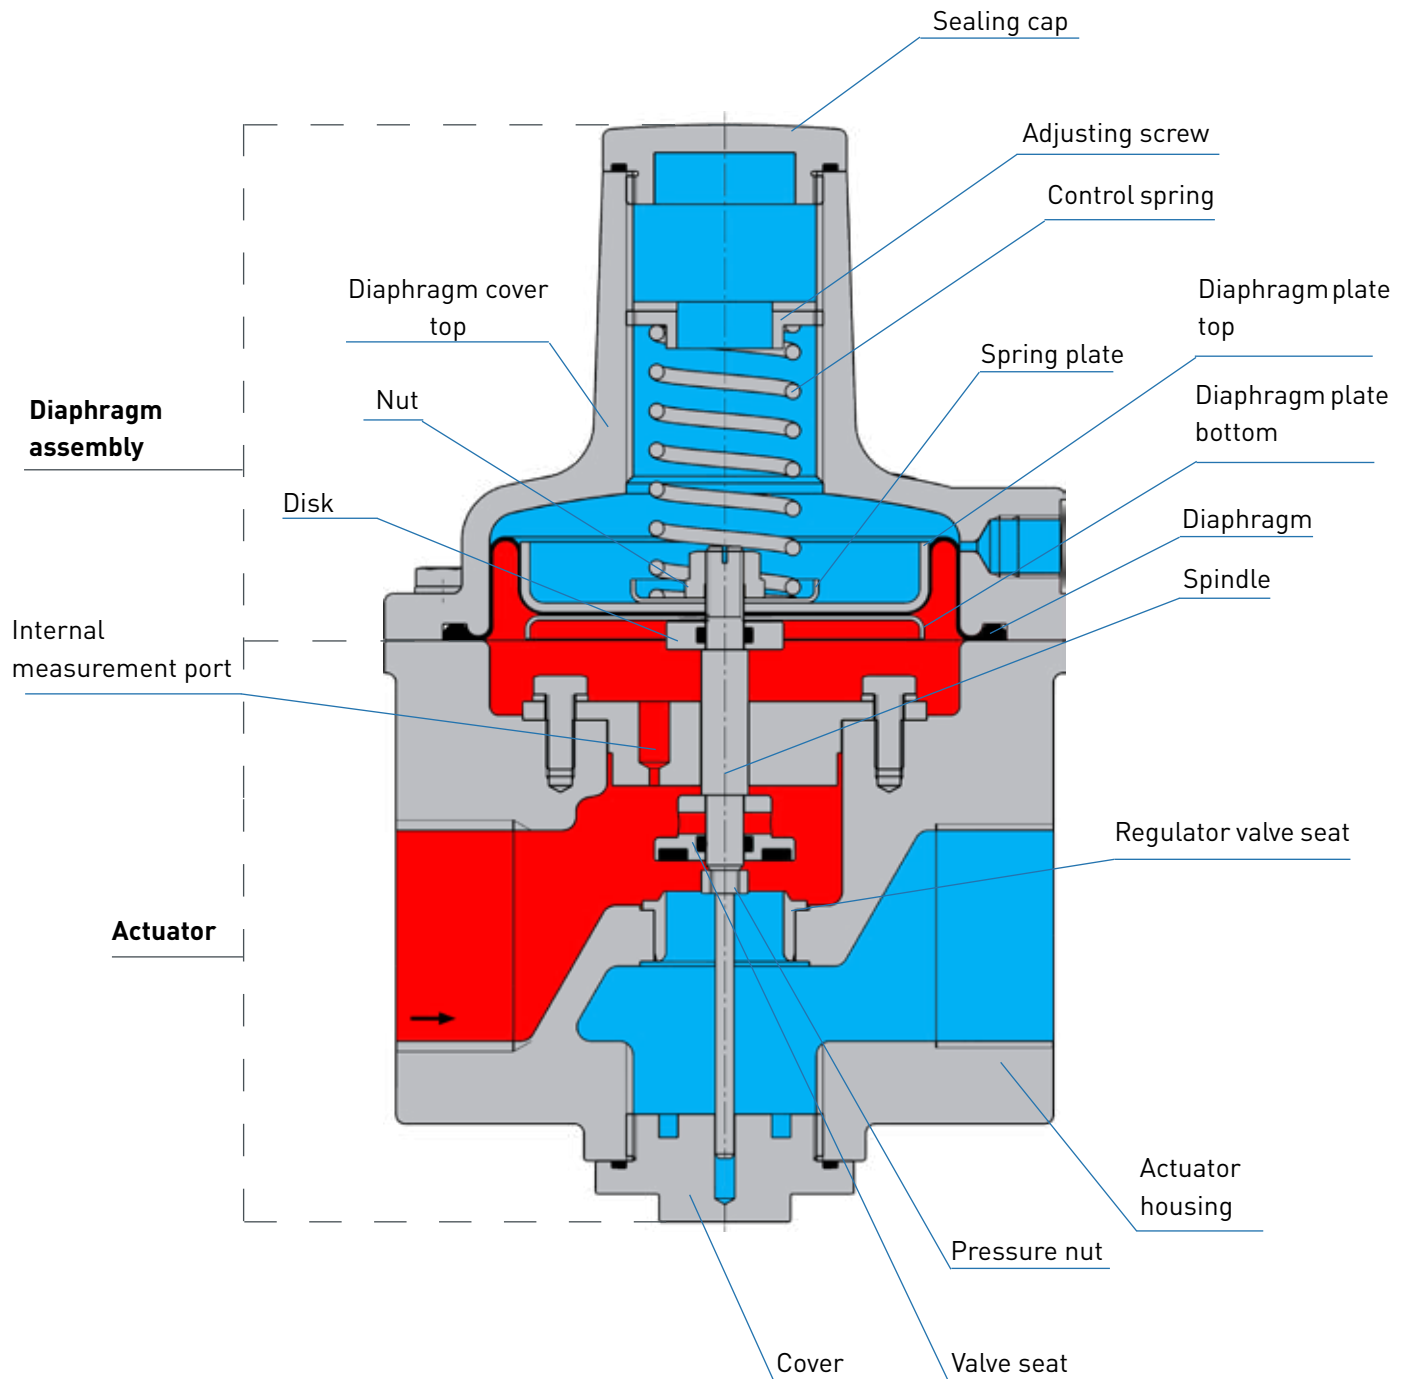 Sealing cap
Adjusting screw
Control spring
Diaphragm cover
top
Diaphragm plate
top
Spring plate
Nut
Diaphragm plate
bottom
Diaphragm
assembly
Disk
Diaphragm
Spindle
Internal
measurement port
Regulator valve seat
Actuator
Actuator
housing
Pressure nut
Cover
Valve seat